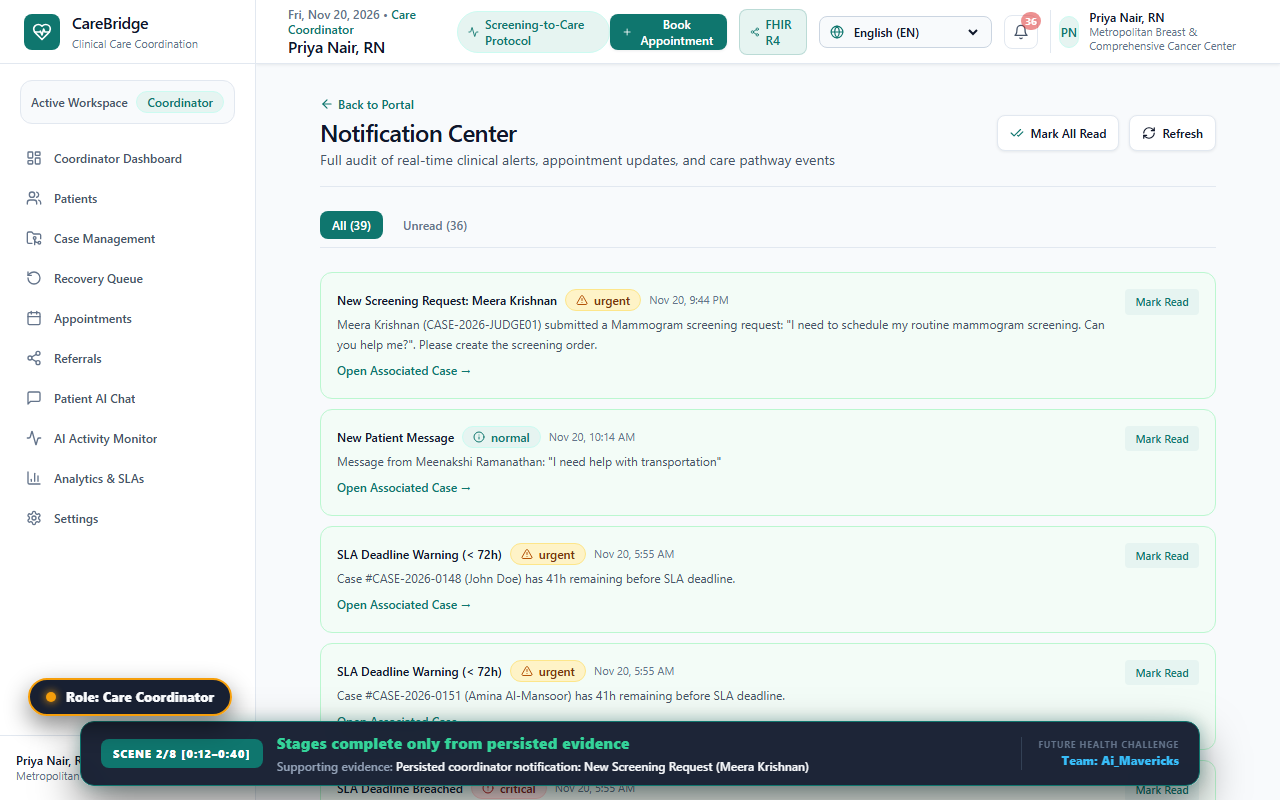 CareBridge
Clinical Care Coordination
Fri, Nov 20, 2026 • Care
Coordinator
Priya Nair, RN
Screening-to-Care
Protocol
+ Book
Appointment
FHIR
R4
English (EN)
36
PN
Priya Nair, RN
Metropolitan Breast &
Comprehensive Cancer Center
Active Workspace
Coordinator
Coordinator Dashboard
Patients
Case Management
Recovery Queue
Appointments
Referrals
Patient AI Chat
AI Activity Monitor
Analytics & SLAs
Settings
← Back to Portal
Notification Center
Full audit of real-time clinical alerts, appointment updates, and care pathway events
Mark All Read
Refresh
All (39)
Unread (36)
New Screening Request: Meera Krishnan urgent Nov 20, 9:44 PM
Mark Read
Meera Krishnan (CASE-2026-JUDGE01) submitted a Mammogram screening request: "I need to schedule my routine mammogram screening. Can
you help me?". Please create the screening order.
Open Associated Case →
New Patient Message normal Nov 20, 10:14 AM
Mark Read
Message from Meenakshi Ramanathan: "I need help with transportation"
Open Associated Case →
SLA Deadline Warning (< 72h) urgent Nov 20, 5:55 AM
Mark Read
Case #CASE-2026-0148 (John Doe) has 41h remaining before SLA deadline.
Open Associated Case →
SLA Deadline Warning (< 72h) urgent Nov 20, 5:55 AM
Mark Read
Case #CASE-2026-0151 (Amina Al-Mansoor) has 41h remaining before SLA deadline.
Open Associated Case
SLA Deadline Breached critical Nov 20, 5:55 AM
Mark Read
Role: Care Coordinator
Priya Nair, R
Metropolitan
SCENE 2/8 [0:12–0:40]
Stages complete only from persisted evidence
Supporting evidence: Persisted coordinator notification: New Screening Request (Meera Krishnan)
FUTURE HEALTH CHALLENGE
Team: Ai_Mavericks